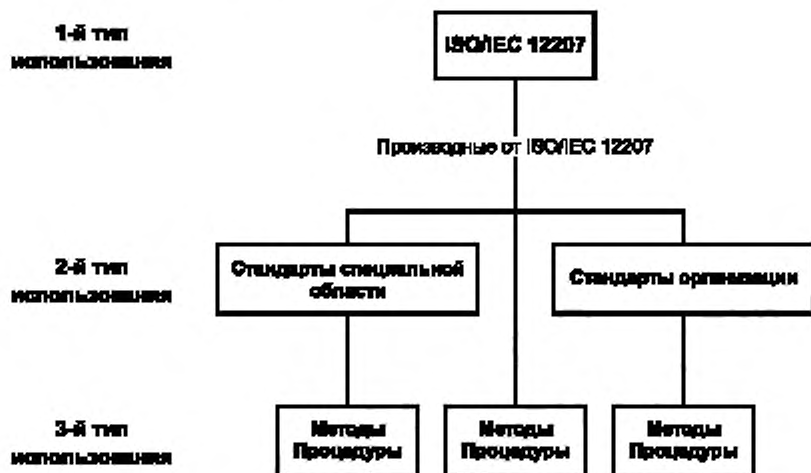 1-й тип
использования
ISO/IEC 12207
Производные от ISO/IEC 12207
2-й тип
использования
Стандарты специальной
области
Стандарты организации
3-й тип
использования
Методы
Процедуры
Методы
Процедуры
Методы
Процедуры